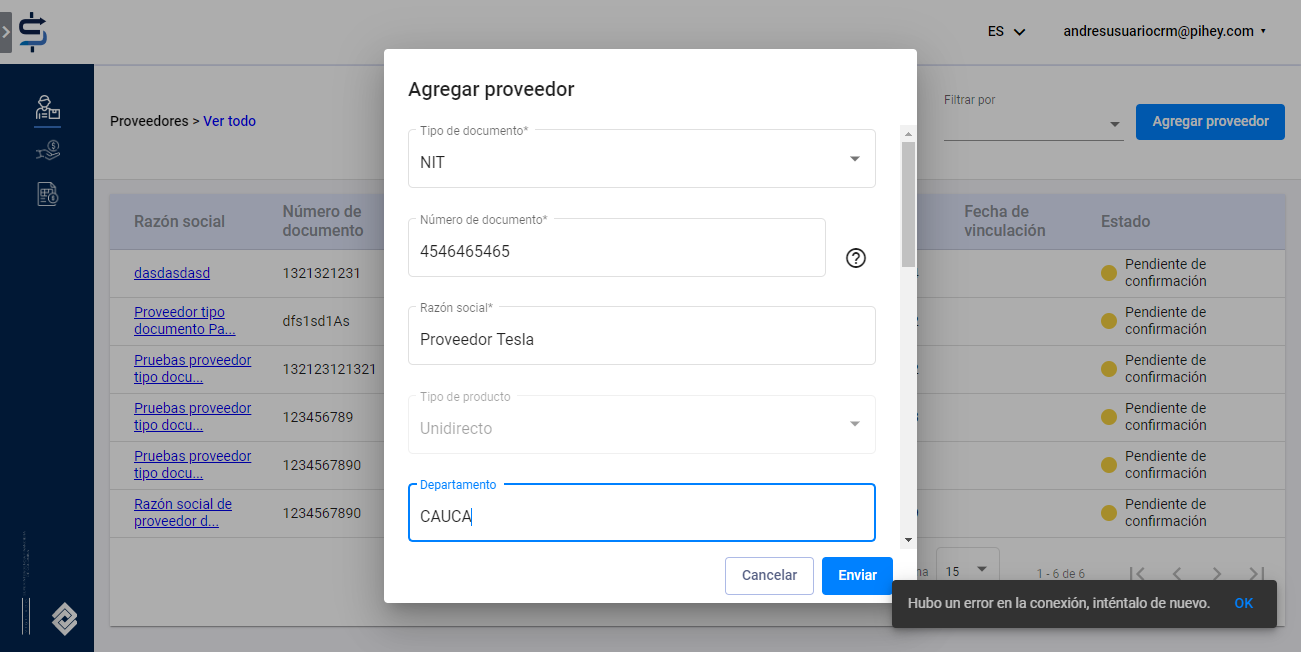 ES
andresusuariocrm@pihey.com
Proveedores > Ver todo
Filtrar por
Agregar proveedor
Razón social
Número de
documento
Fecha de
vinculación
Estado
dasdasdasd
1321321231
Pendiente de
confirmación
Proveedor tipo
documento Pa...
dfs1sd1As
Pendiente de
confirmación
Pruebas proveedor
tipo docu...
132123121321
Pendiente de
confirmación
Pruebas proveedor
tipo docu...
123456789
Pendiente de
confirmación
Pruebas proveedor
tipo docu...
1234567890
Pendiente de
confirmación
Razón social de
proveedor d...
1234567890
Pendiente de
confirmación
15
1 - 6 de 6
Agregar proveedor
Tipo de documento*
NIT
Número de documento*
4546465465
Razón social*
Proveedor Tesla
Tipo de producto
Unidirecto
Departamento
CAUCA
Cancelar
Enviar
Hubo un error en la conexión, inténtalo de nuevo.
OK